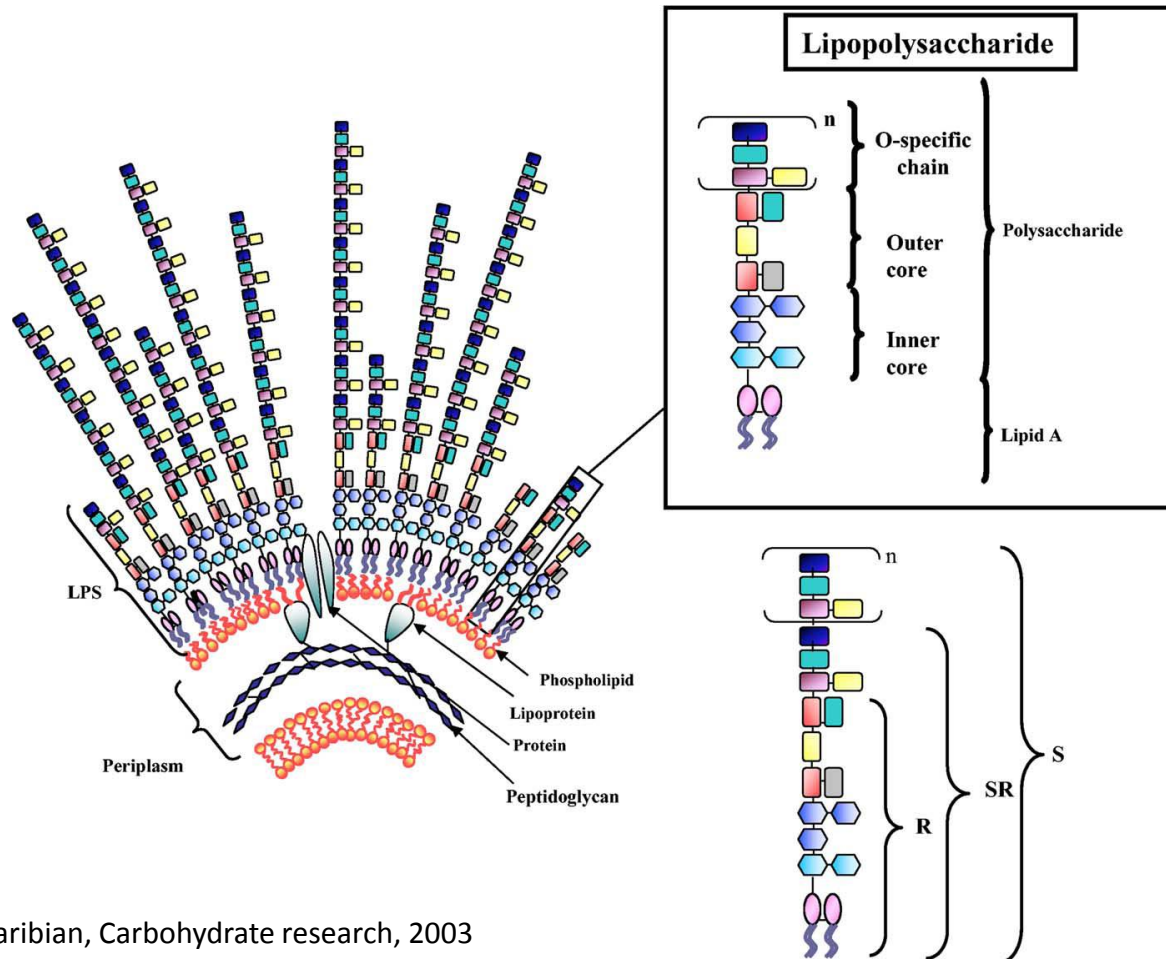 Lipopolysaccharide
n
O-specific
chain
Outer
core
Inner
core
Polysaccharide
Lipid A
LPS
Periplasm
Phospholipid
Lipoprotein
Protein
Peptidoglycan
n
R
SR
S
aribian, Carbohydrate research, 2003